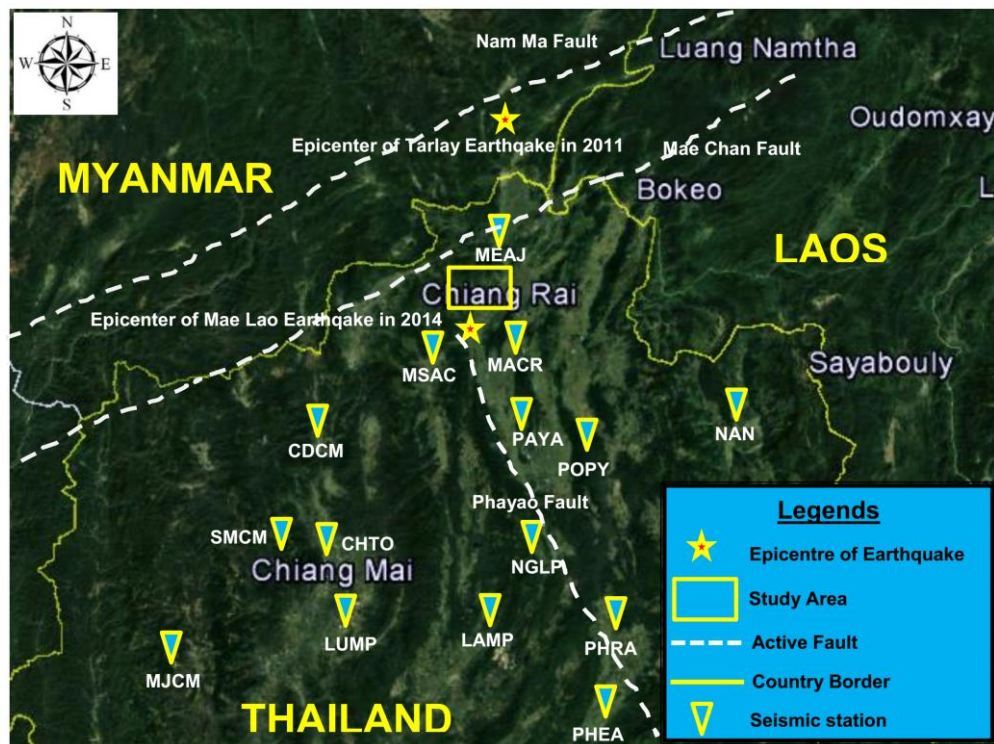 N
W E
S
Nam Ma Fault
Luang Namtha
Oudomxay
Epicenter of Tarlay Earthqake in 2011
Mae Chan Fault
MYANMAR
Bokeo
L
MEAJ
LAOS
Chiang Rai
Epicenter of Mae Lao Earthqake in 2014
MSAC
MACR
Sayabouly
CDCM
PAYA
POPY
NAN
Phayao Fault
SMCM
CHTO
NGLP
Chiang Mai
LUMP
LAMP
PHRA
MJCM
THAILAND
PHEA
Legends
Epicentre of Earthquake
Study Area
Active Fault
Country Border
Seismic station